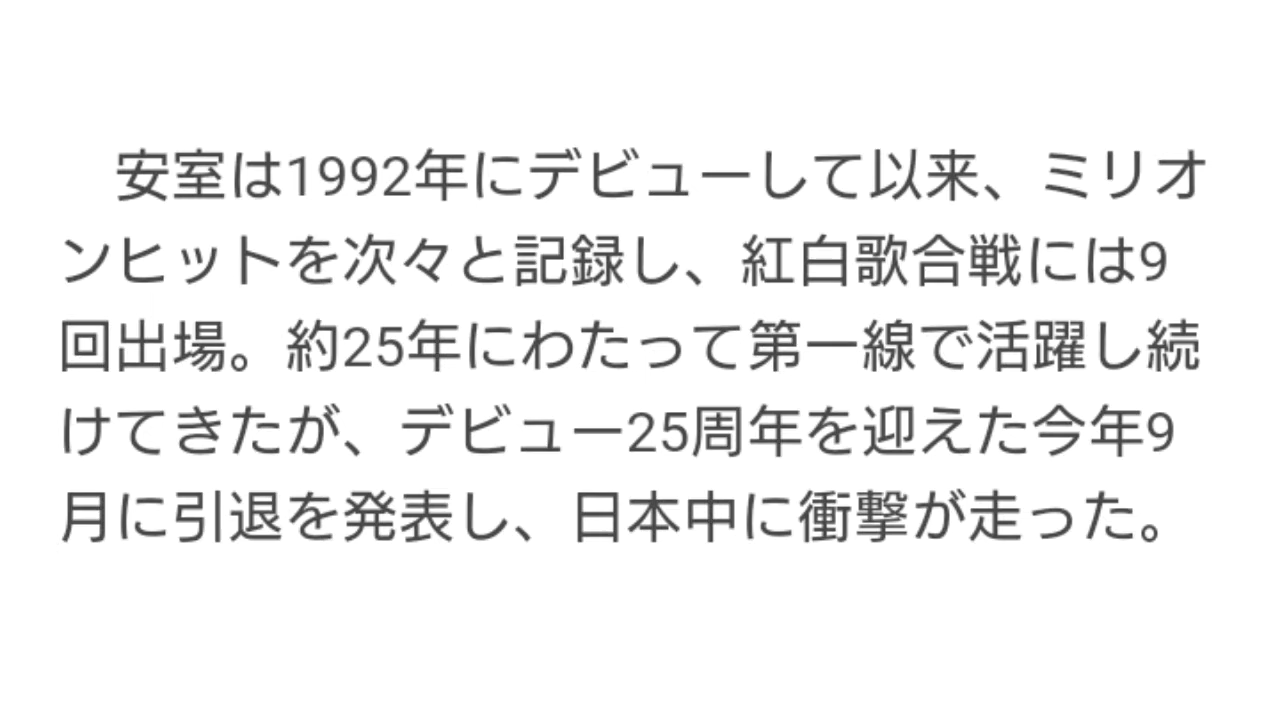 安室は1992年にデビューして以来、ミリオ
ンヒットを次々と記録し、紅白歌合戦には9
回出場。約25年にわたって第一線で活躍し続
けてきたが、デビュー25周年を迎えた今年9
月に引退を発表し、日本中に衝撃が走った。